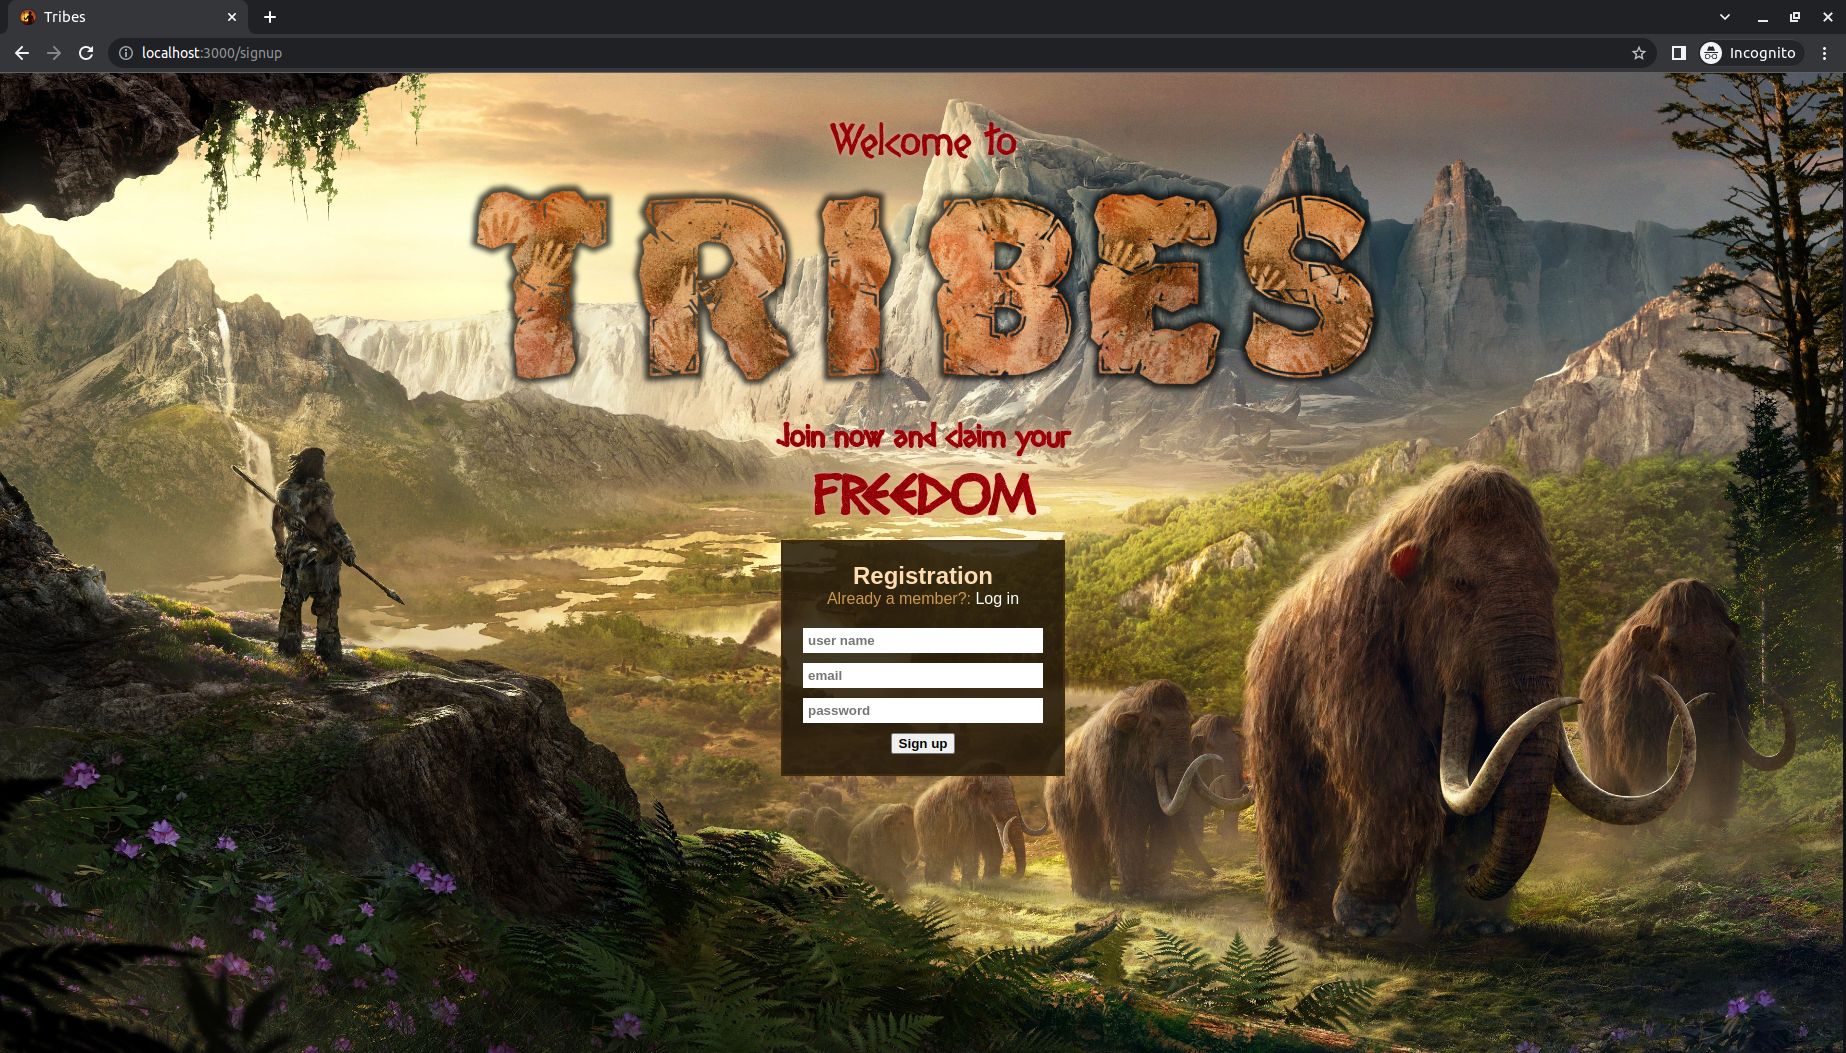 Tribes
localhost:3000/signup
Incognito
Welcome to
TRIBES
Join now and claim your
FREEDOM
Registration
Already a member?: Log in
user name
email
password
Sign up